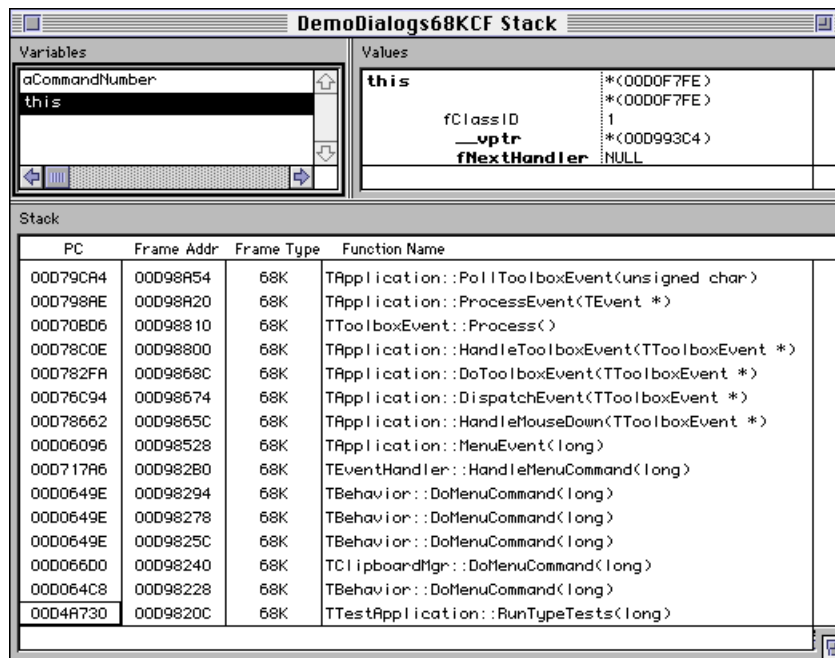 DemoDialogs68KCF Stack
Variables
Values
aCommandNumber
this
this *(00D0F7FE)
*(00D0F7FE)
fClassID 1
__vptr *(00D993C4)
fNextHandler NULL
Stack
PC Frame Addr Frame Type Function Name
00D79CA4 00D98A54 68K TApplication::PollToolboxEvent(unsigned char)
00D798AE 00D98A20 68K TApplication::ProcessEvent(TEvent *)
00D70BD6 00D98810 68K TToolboxEvent::Process()
00D78C0E 00D98800 68K TApplication::HandleToolboxEvent(TToolboxEvent *)
00D782FA 00D9868C 68K TApplication::DoToolboxEvent(TToolboxEvent *)
00D76C94 00D98674 68K TApplication::DispatchEvent(TToolboxEvent *)
00D78662 00D9865C 68K TApplication::HandleMouseDown(TToolboxEvent *)
00D06096 00D98528 68K TApplication::MenuEvent(long)
00D717A6 00D982B0 68K TEventHandler::HandleMenuCommand(long)
00D0649E 00D98294 68K TBehavior::DoMenuCommand(long)
00D0649E 00D98278 68K TBehavior::DoMenuCommand(long)
00D0649E 00D9825C 68K TBehavior::DoMenuCommand(long)
00D066D0 00D98240 68K TClipboardMgr::DoMenuCommand(long)
00D064C8 00D98228 68K TBehavior::DoMenuCommand(long)
00D4A730 00D9820C 68K TTestApplication::RunTypeTests(long)